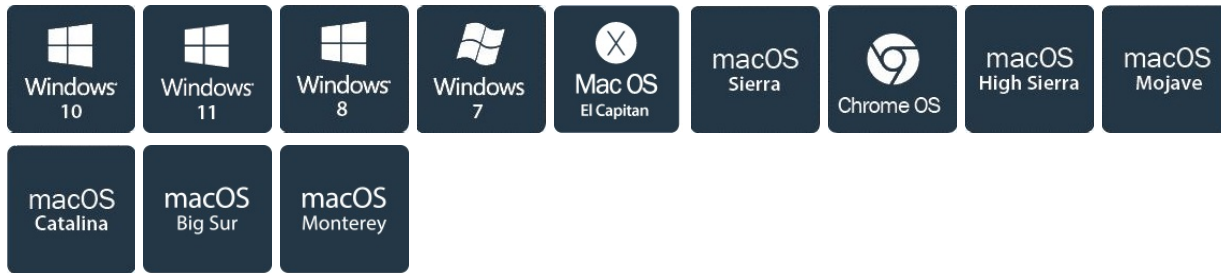 Windows
10
Windows
11
Windows
8
Windows
7
X
Mac OS
El Capitan
macOS
Sierra
Chrome OS
macOS
High Sierra
macOS
Mojave
macOS
Catalina
macOS
Big Sur
macOS
Monterey